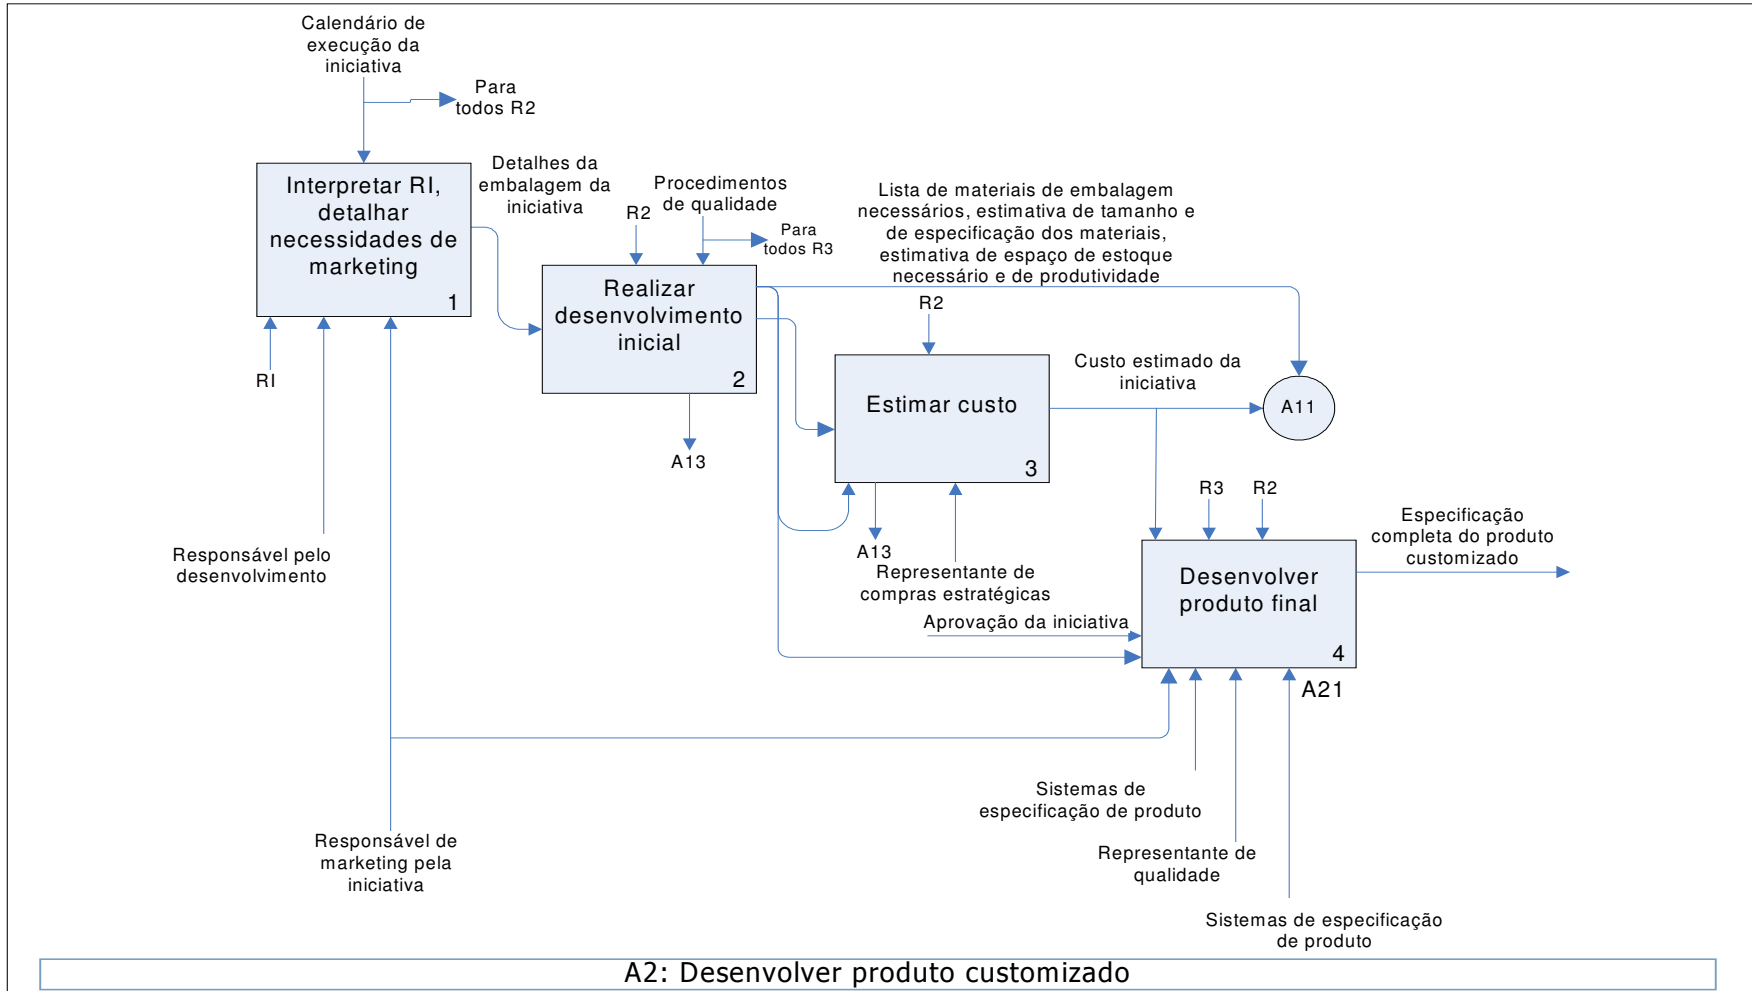 Calendário de
execução da
iniciativa
Para
todos R2
Interpretar RI,
detalhar
necessidades de
marketing
1
Detalhes da
embalagem da
iniciativa
R2
Procedimentos
de qualidade
Para
todos R3
Lista de materiais de embalagem
necessários, estimativa de tamanho e
de especificação dos materiais,
estimativa de espaço de estoque
necessário e de produtividade
Realizar
desenvolvimento
inicial
2
R2
RI
Estimar custo
3
Custo estimado da
iniciativa
A11
A13
R3
R2
Especificação
completa do produto
customizado
Responsável pelo
desenvolvimento
A13
Representante de
compras estratégicas
Desenvolver
produto final
4
Aprovação da iniciativa
A21
Sistemas de
especificação de produto
Responsável de
marketing pela
iniciativa
Representante de
qualidade
Sistemas de especificação
de produto
A2: Desenvolver produto customizado